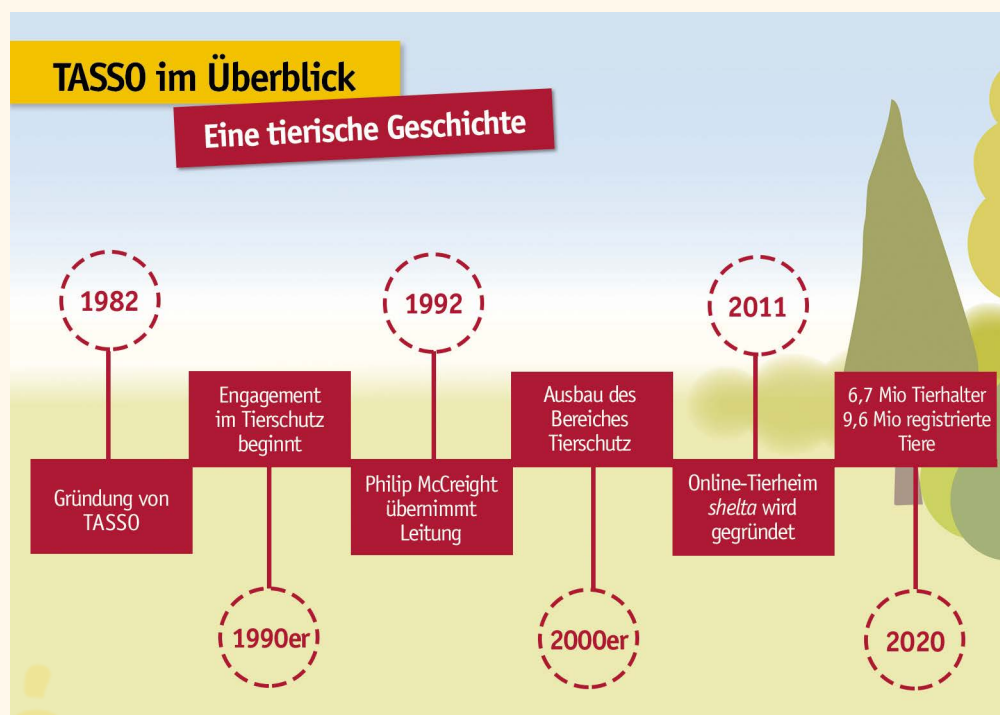 TASSO im Überblick
Eine tierische Geschichte
1982
Gründung von
TASSO
Engagement
im Tierschutz
beginnt
1990er
1992
Philip McCreight
übernimmt
Leitung
Ausbau des
Bereiches
Tierschutz
2000er
2011
Online-Tierheim
shelta wird
gegründet
6,7 Mio Tierhalter
9,6 Mio registrierte
Tiere
2020